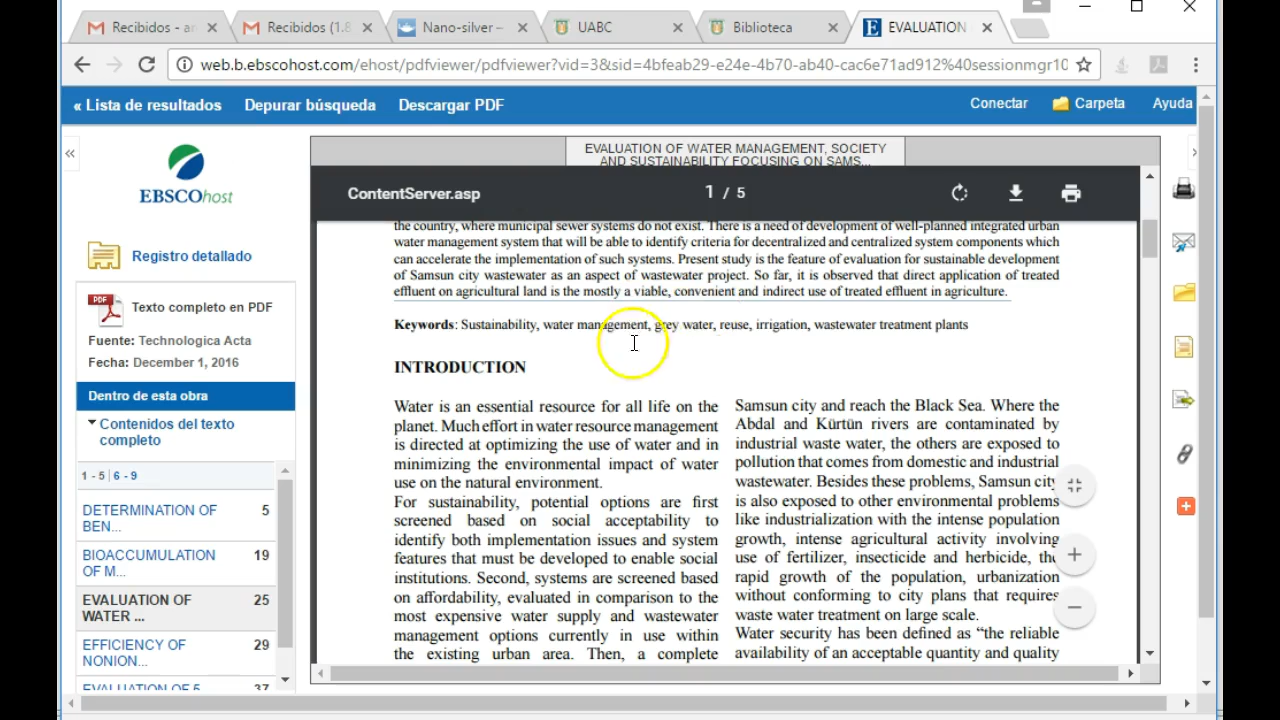 Recibidos - ar
Recibidos (1.8
Nano-silver –
UABC
Biblioteca
EVALUATION
web.b.ebscohost.com/ehost/pdfviewer/pdfviewer?vid=3&sid=4bfeab29-e24e-4b70-ab40-cac6e71ad912%40sessionmgr10
« Lista de resultados
Depurar búsqueda
Descargar PDF
Conectar
Carpeta
Ayuda
EBSCOhost
Registro detallado
PDF
Texto completo en PDF
Fuente: Technologica Acta
Fecha: December 1, 2016
Dentro de esta obra
Contenidos del texto
completo
1 - 5 | 6 - 9
DETERMINATION OF 5
BEN...
BIOACCUMULATION 19
OF M...
EVALUATION OF 25
WATER ...
EFFICIENCY OF 29
NONION...
EVALUATION OF 5 37
EVALUATION OF WATER MANAGEMENT, SOCIETY
AND SUSTAINABILITY FOCUSING ON SAMS...
ContentServer.asp
1 / 5
the country, where municipal sewer systems do not exist. There is a need of development of well-planned integrated urban
water management system that will be able to identify criteria for decentralized and centralized system components which
can accelerate the implementation of such systems. Present study is the feature of evaluation for sustainable development
of Samsun city wastewater as an aspect of wastewater project. So far, it is observed that direct application of treated
effluent on agricultural land is the mostly a viable, convenient and indirect use of treated effluent in agriculture.
Keywords: Sustainability, water management, grey water, reuse, irrigation, wastewater treatment plants
INTRODUCTION
Water is an essential resource for all life on the
planet. Much effort in water resource management
is directed at optimizing the use of water and in
minimizing the environmental impact of water
use on the natural environment.
For sustainability, potential options are first
screened based on social acceptability to
identify both implementation issues and system
features that must be developed to enable social
institutions. Second, systems are screened based
on affordability, evaluated in comparison to the
most expensive water supply and wastewater
management options currently in use within
the existing urban area. Then, a complete
Samsun city and reach the Black Sea. Where the
Abdal and Kürtün rivers are contaminated by
industrial waste water, the others are exposed to
pollution that comes from domestic and industrial
wastewater. Besides these problems, Samsun city
is also exposed to other environmental problems
like industrialization with the intense population
growth, intense agricultural activity involving
use of fertilizer, insecticide and herbicide, the
rapid growth of the population, urbanization
without conforming to city plans that requires
waste water treatment on large scale.
Water security has been defined as “the reliable
availability of an acceptable quantity and quality